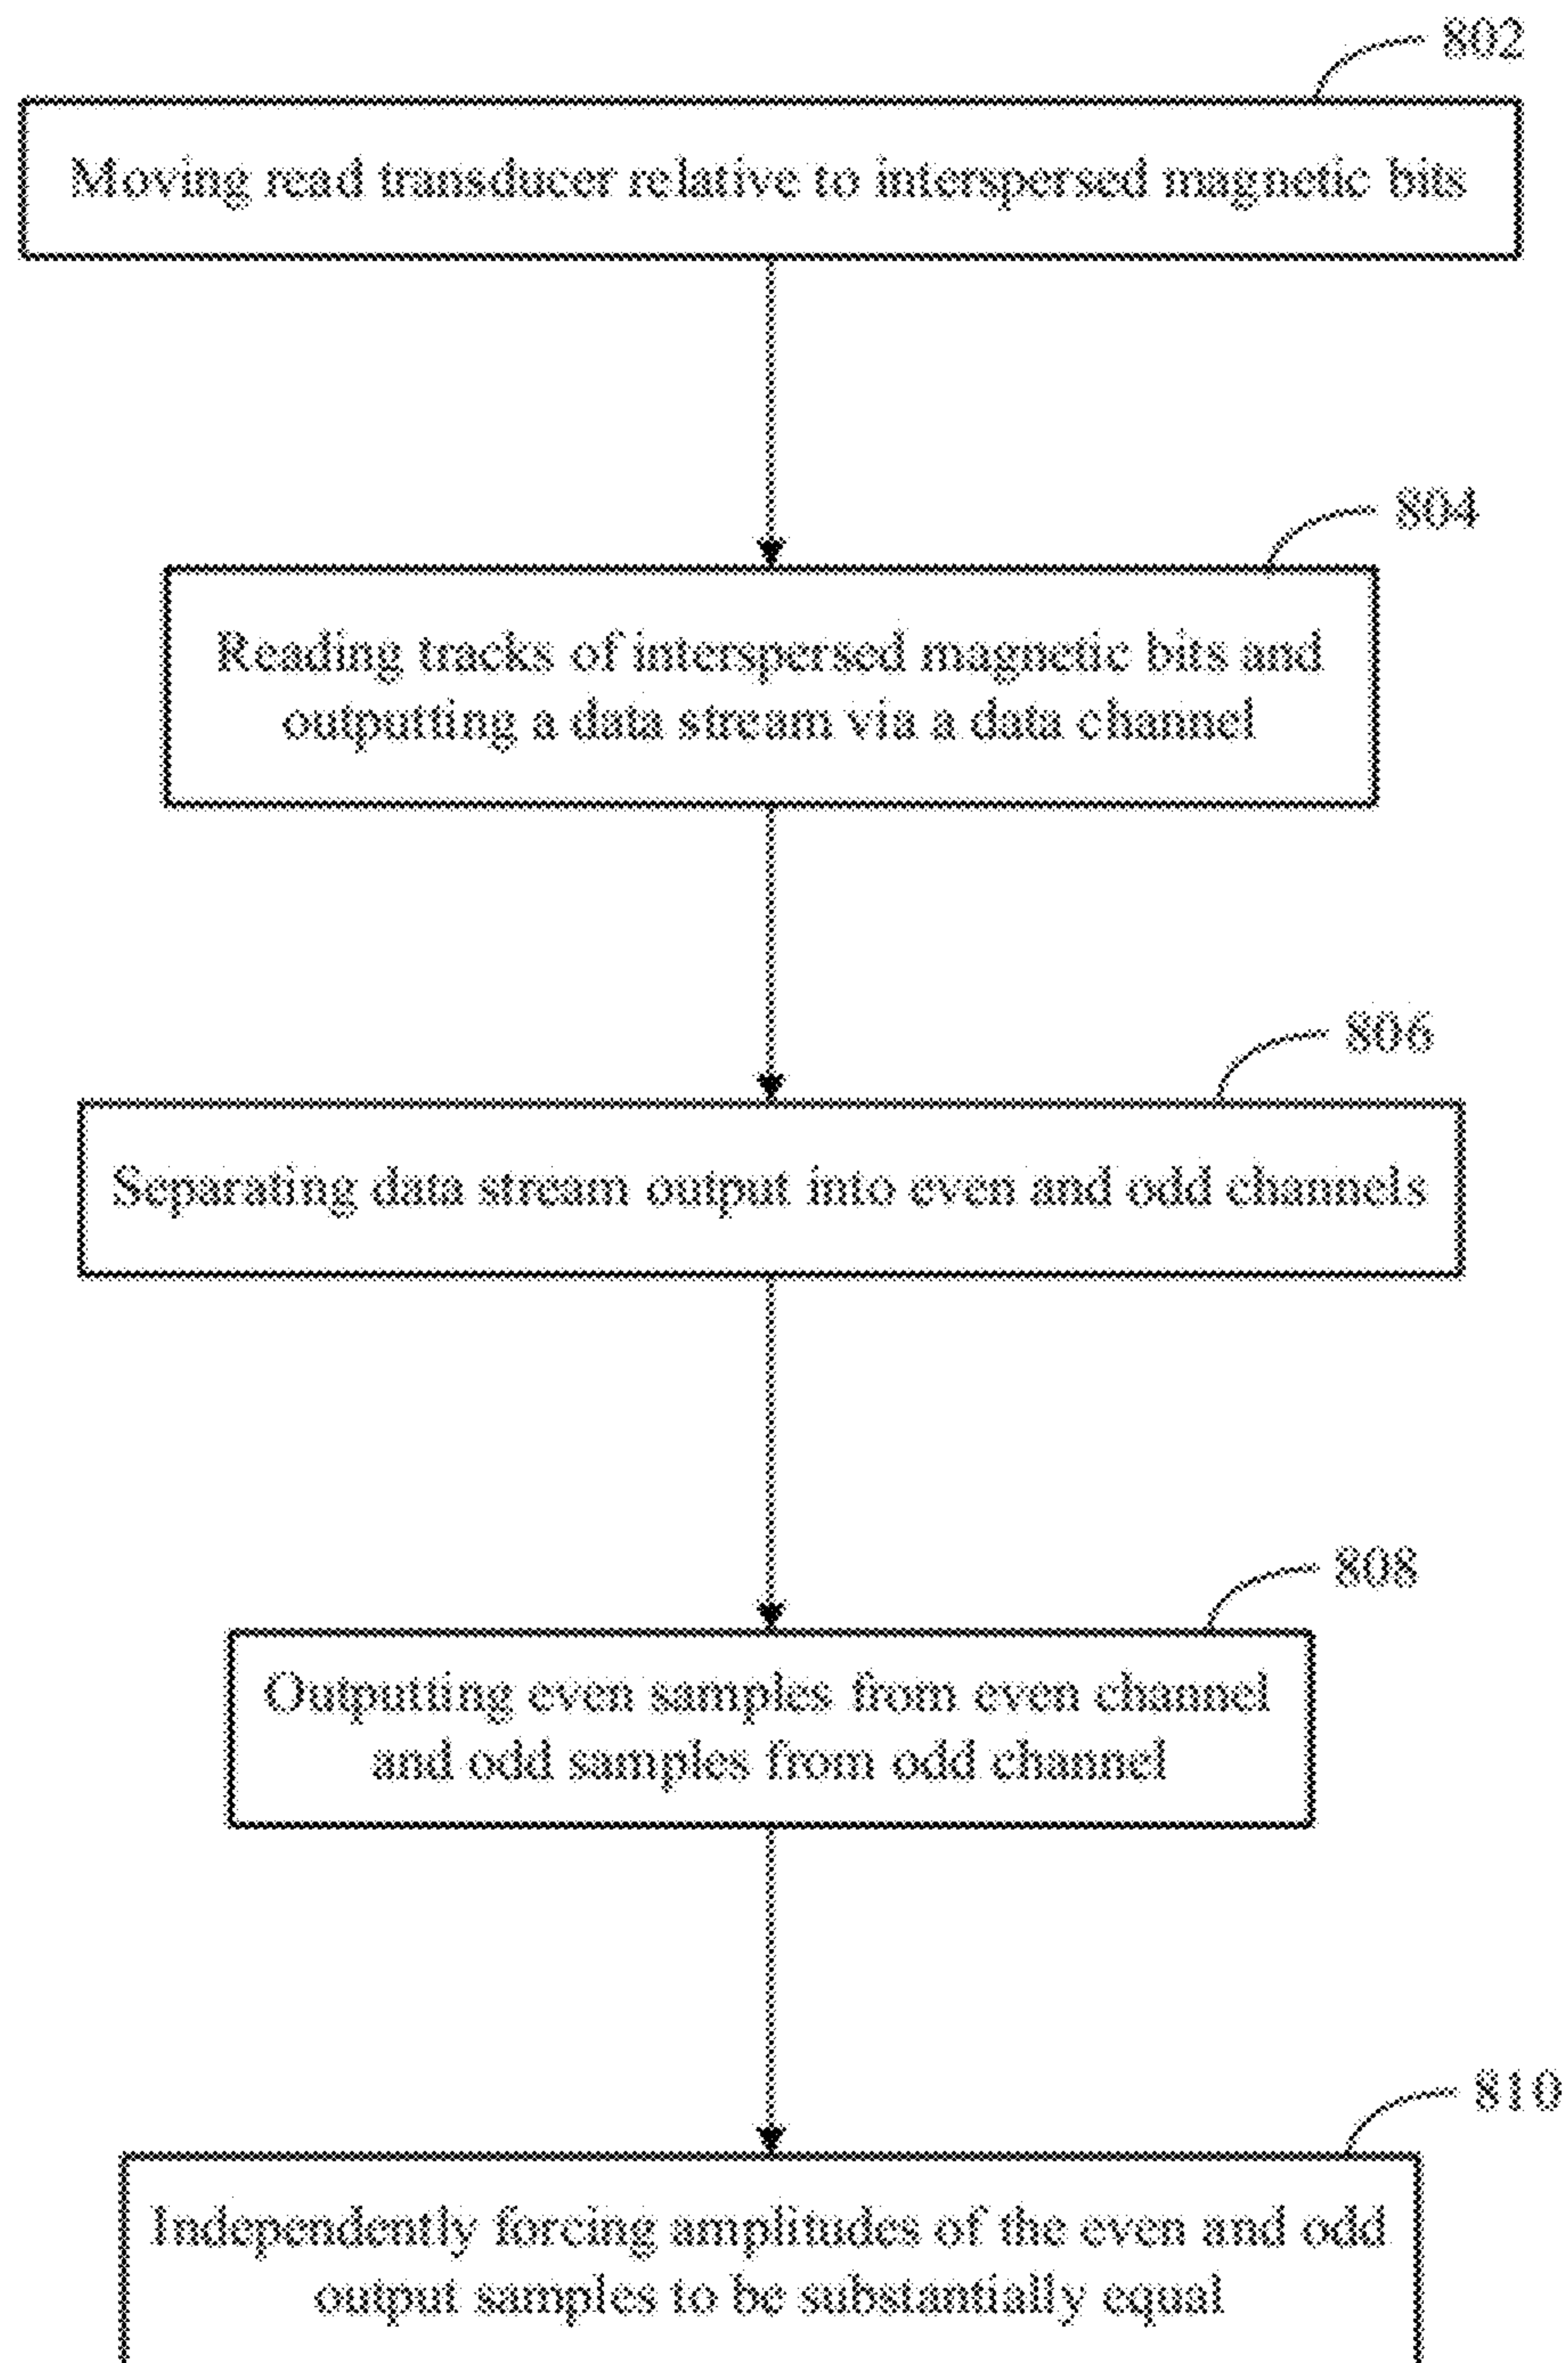 802
Moving read transducer relative to interspersed magnetic bits
804
Reading tracks of interspersed magnetic bits and
outputting a data stream via a data channel
806
Separating data stream output into even and odd channels
808
Outputting even samples from even channel
and odd samples from odd channel
810
Independently forcing amplitudes of the even and odd
output samples to be substantially equal